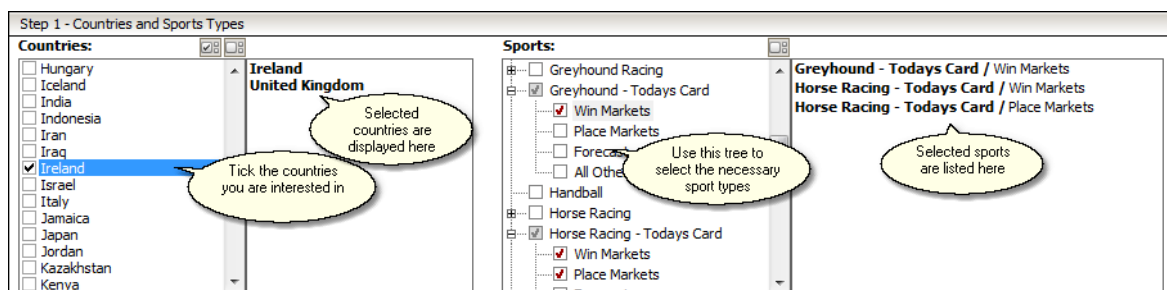 Step 1 - Countries and Sports Types
Countries:
Hungary
Iceland
India
Indonesia
Iran
Iraq
Ireland
Israel
Italy
Jamaica
Japan
Jordan
Kazakhstan
Kenya
Ireland
United Kingdom
Selected
countries are
displayed here
Tick the countries
you are interested in
Sports:
Greyhound Racing
Greyhound - Todays Card
Win Markets
Place Markets
All Othe
Handball
Horse Racing
Horse Racing - Todays Card
Win Markets
Place Markets
Use this tree to
select the necessary
sport types
Greyhound - Todays Card / Win Markets
Horse Racing - Todays Card / Win Markets
Horse Racing - Todays Card / Place Markets
Selected sports
are listed here